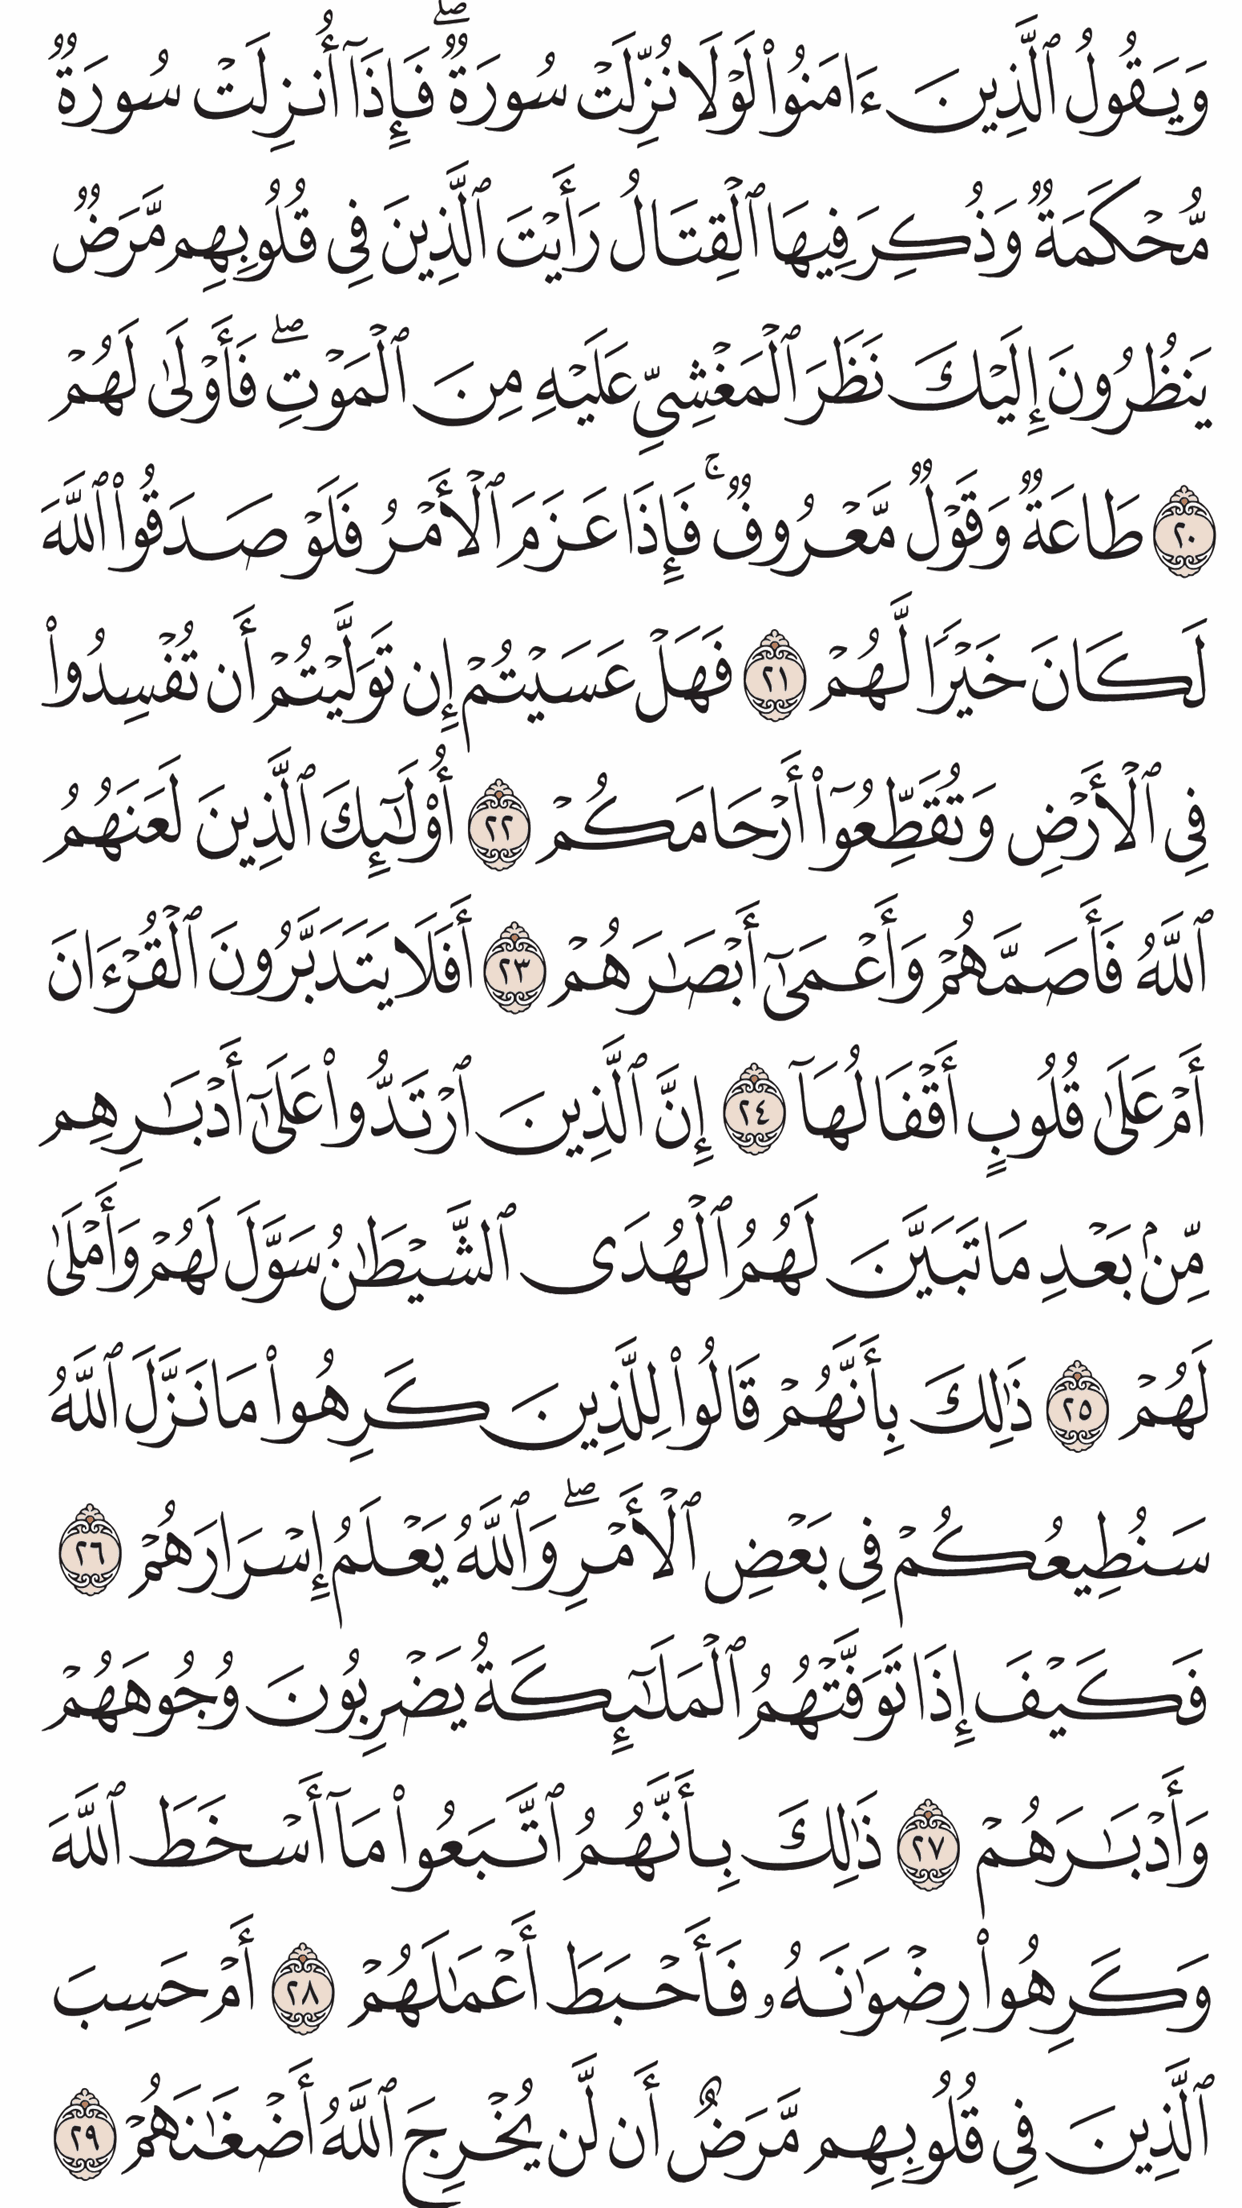 وَيَقُولُ ٱلَّذِينَ ءَامَنُوا۟ لَوْلَا نُزِّلَتْ سُورَةٌۭ ۖ فَإِذَآ أُنزِلَتْ سُورَةٌۭ
مُّحْكَمَةٌۭ وَذُكِرَ فِيهَا ٱلْقِتَالُ رَأَيْتَ ٱلَّذِينَ فِى قُلُوبِهِم مَّرَضٌۭ
يَنظُرُونَ إِلَيْكَ نَظَرَ ٱلْمَغْشِىِّ عَلَيْهِ مِنَ ٱلْمَوْتِ ۖ فَأَوْلَىٰ لَهُمْ
٢٠ طَاعَةٌۭ وَقَوْلٌۭ مَّعْرُوفٌۭ ۚ فَإِذَا عَزَمَ ٱلْأَمْرُ فَلَوْ صَدَقُوا۟ ٱللَّهَ
لَكَانَ خَيْرًۭا لَّهُمْ ٢١ فَهَلْ عَسَيْتُمْ إِن تَوَلَّيْتُمْ أَن تُفْسِدُوا۟
فِى ٱلْأَرْضِ وَتُقَطِّعُوٓا۟ أَرْحَامَكُمْ ٢٢ أُو۟لَـٰٓئِكَ ٱلَّذِينَ لَعَنَهُمُ
ٱللَّهُ فَأَصَمَّهُمْ وَأَعْمَىٰٓ أَبْصَـٰرَهُمْ ٢٣ أَفَلَا يَتَدَبَّرُونَ ٱلْقُرْءَانَ
أَمْ عَلَىٰ قُلُوبٍ أَقْفَالُهَآ ٢٤ إِنَّ ٱلَّذِينَ ٱرْتَدُّوا۟ عَلَىٰٓ أَدْبَـٰرِهِم
مِّنۢ بَعْدِ مَا تَبَيَّنَ لَهُمُ ٱلْهُدَى ٱلشَّيْطَـٰنُ سَوَّلَ لَهُمْ وَأَمْلَىٰ
لَهُمْ ٢٥ ذَٰلِكَ بِأَنَّهُمْ قَالُوا۟ لِلَّذِينَ كَرِهُوا۟ مَا نَزَّلَ ٱللَّهُ
سَنُطِيعُكُمْ فِى بَعْضِ ٱلْأَمْرِ ۖ وَٱللَّهُ يَعْلَمُ إِسْرَارَهُمْ ٢٦
فَكَيْفَ إِذَا تَوَفَّتْهُمُ ٱلْمَلَـٰٓئِكَةُ يَضْرِبُونَ وُجُوهَهُمْ
وَأَدْبَـٰرَهُمْ ٢٧ ذَٰلِكَ بِأَنَّهُمُ ٱتَّبَعُوا۟ مَآ أَسْخَطَ ٱللَّهَ
وَكَرِهُوا۟ رِضْوَٰنَهُۥ فَأَحْبَطَ أَعْمَـٰلَهُمْ ٢٨ أَمْ حَسِبَ
ٱلَّذِينَ فِى قُلُوبِهِم مَّرَضٌ أَن لَّن يُخْرِجَ ٱللَّهُ أَضْغَـٰنَهُمْ ٢٩